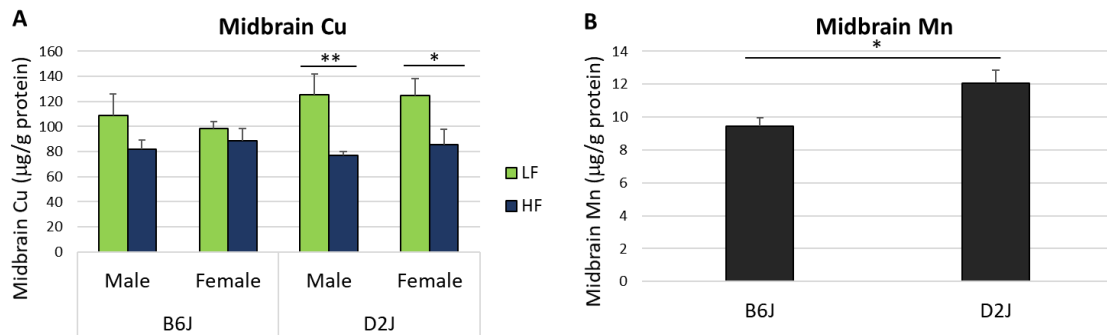 A
Midbrain Cu
Midbrain Cu (µg/g protein)
160
140
120
100
80
60
40
20
0
**
*
Male
Female
Male
Female
B6J
D2J
LF
HF
B
Midbrain Mn
Midbrain Mn (µg/g protein)
14
12
10
8
6
4
2
0
*
B6J
D2J